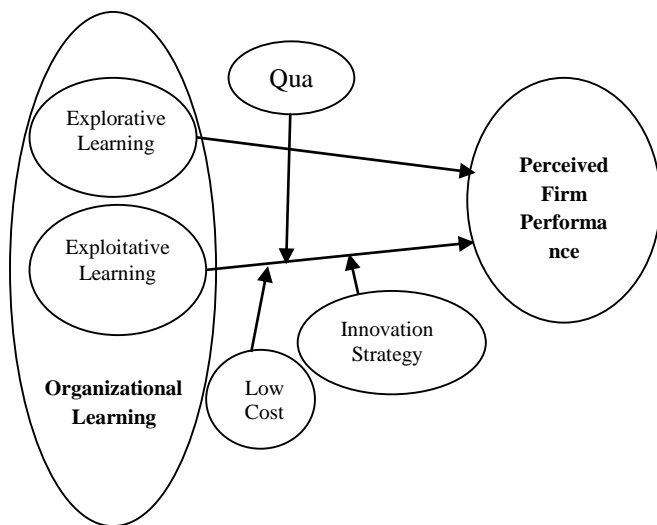 Qua
Explorative
Learning
Perceived
Firm
Performa
nce
Exploitative
Learning
Innovation
Strategy
Organizational
Learning
Low
Cost